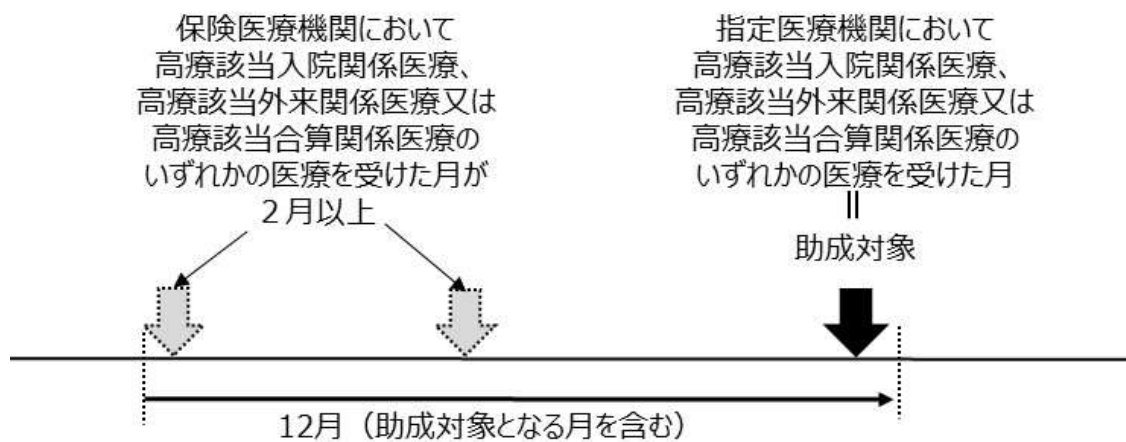 保険医療機関において
高療該当入院関係医療、
高療該当外来関係医療又は
高療該当合算関係医療の
いずれかの医療を受けた月が
２月以上
指定医療機関において
高療該当入院関係医療、
高療該当外来関係医療又は
高療該当合算関係医療の
いずれかの医療を受けた月
＝
助成対象
12月（助成対象となる月を含む）